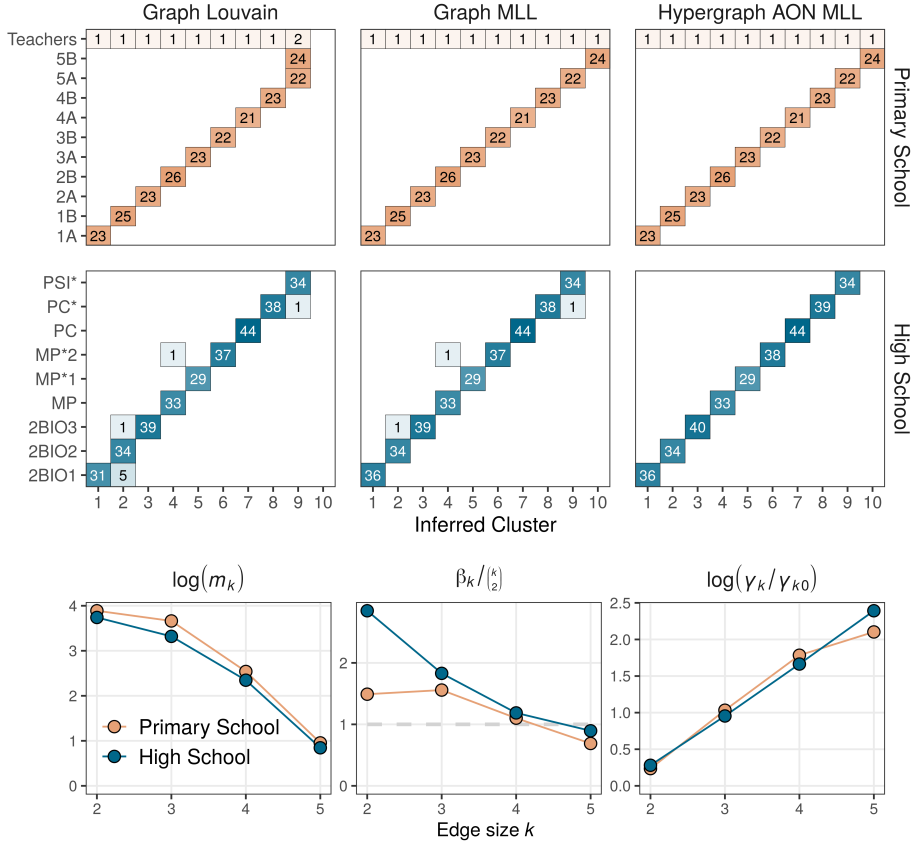 Graph Louvain Graph MLL Hypergraph AON MLL
Teachers 1 1 1 1 1 1 1 1 2 1 1 1 1 1 1 1 1 1 1 1 1 1 1 1 1 1 1 1 1
5B 24 24 24
5A 22 22 22
4B 23 23 23
4A 21 21 21
3B 22 22 22
3A 23 23 23
2B 26 26 26
2A 23 23 23
1B 25 25 25
1A 23 23 23
Primary School
PSI* 34 34 34
PC* 38 1 38 1 39
PC 44 44 44
MP*2 1 37 1 37 38
MP*1 29 29 29
MP 33 33 33
2BIO3 1 39 1 39 40
2BIO2 34 34 34
2BIO1 31 5 36 36
High School
1 2 3 4 5 6 7 8 9 10 1 2 3 4 5 6 7 8 9 10 1 2 3 4 5 6 7 8 9 10
Inferred Cluster
log(m_k) β_k/(k 2) log(γ_k/γ_k0)
4
3
2
1
0
Primary School
High School
2 3 4 5
2
1
0
2 3 4 5
Edge size k
2.5
2.0
1.5
1.0
0.5
0.0
2 3 4 5